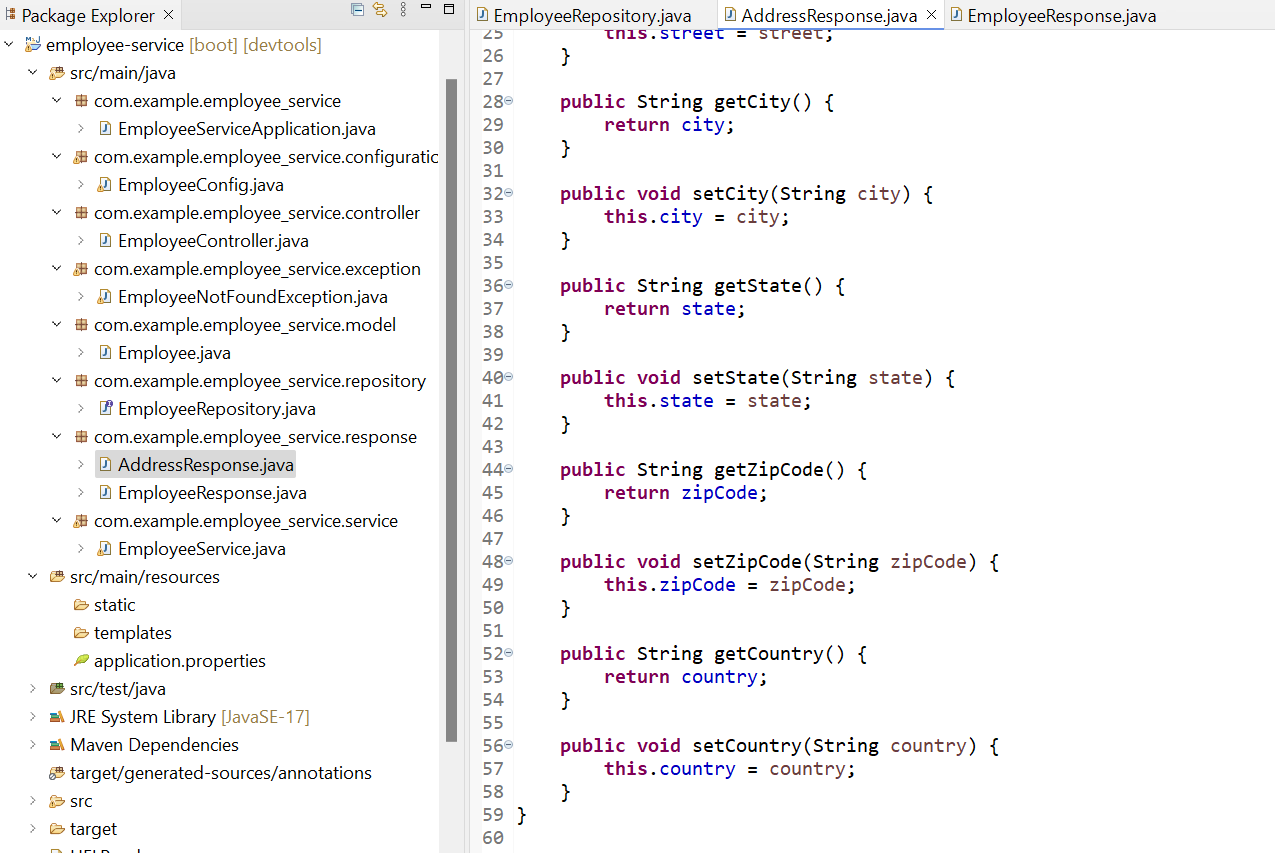 Package Explorer
employee-service [boot] [devtools]
src/main/java
com.example.employee_service
EmployeeServiceApplication.java
com.example.employee_service.configuratio
EmployeeConfig.java
com.example.employee_service.controller
EmployeeController.java
com.example.employee_service.exception
EmployeeNotFoundException.java
com.example.employee_service.model
Employee.java
com.example.employee_service.repository
EmployeeRepository.java
com.example.employee_service.response
AddressResponse.java
EmployeeResponse.java
com.example.employee_service.service
EmployeeService.java
src/main/resources
static
templates
application.properties
src/test/java
JRE System Library [JavaSE-17]
Maven Dependencies
target/generated-sources/annotations
src
target
EmployeeRepository.java AddressResponse.java EmployeeResponse.java
25 this.street = street;
26 }
27
28 public String getCity() {
29 return city;
30 }
31
32 public void setCity(String city) {
33 this.city = city;
34 }
35
36 public String getState() {
37 return state;
38 }
39
40 public void setState(String state) {
41 this.state = state;
42 }
43
44 public String getZipCode() {
45 return zipCode;
46 }
47
48 public void setZipCode(String zipCode) {
49 this.zipCode = zipCode;
50 }
51
52 public String getCountry() {
53 return country;
54 }
55
56 public void setCountry(String country) {
57 this.country = country;
58 }
59 }
60